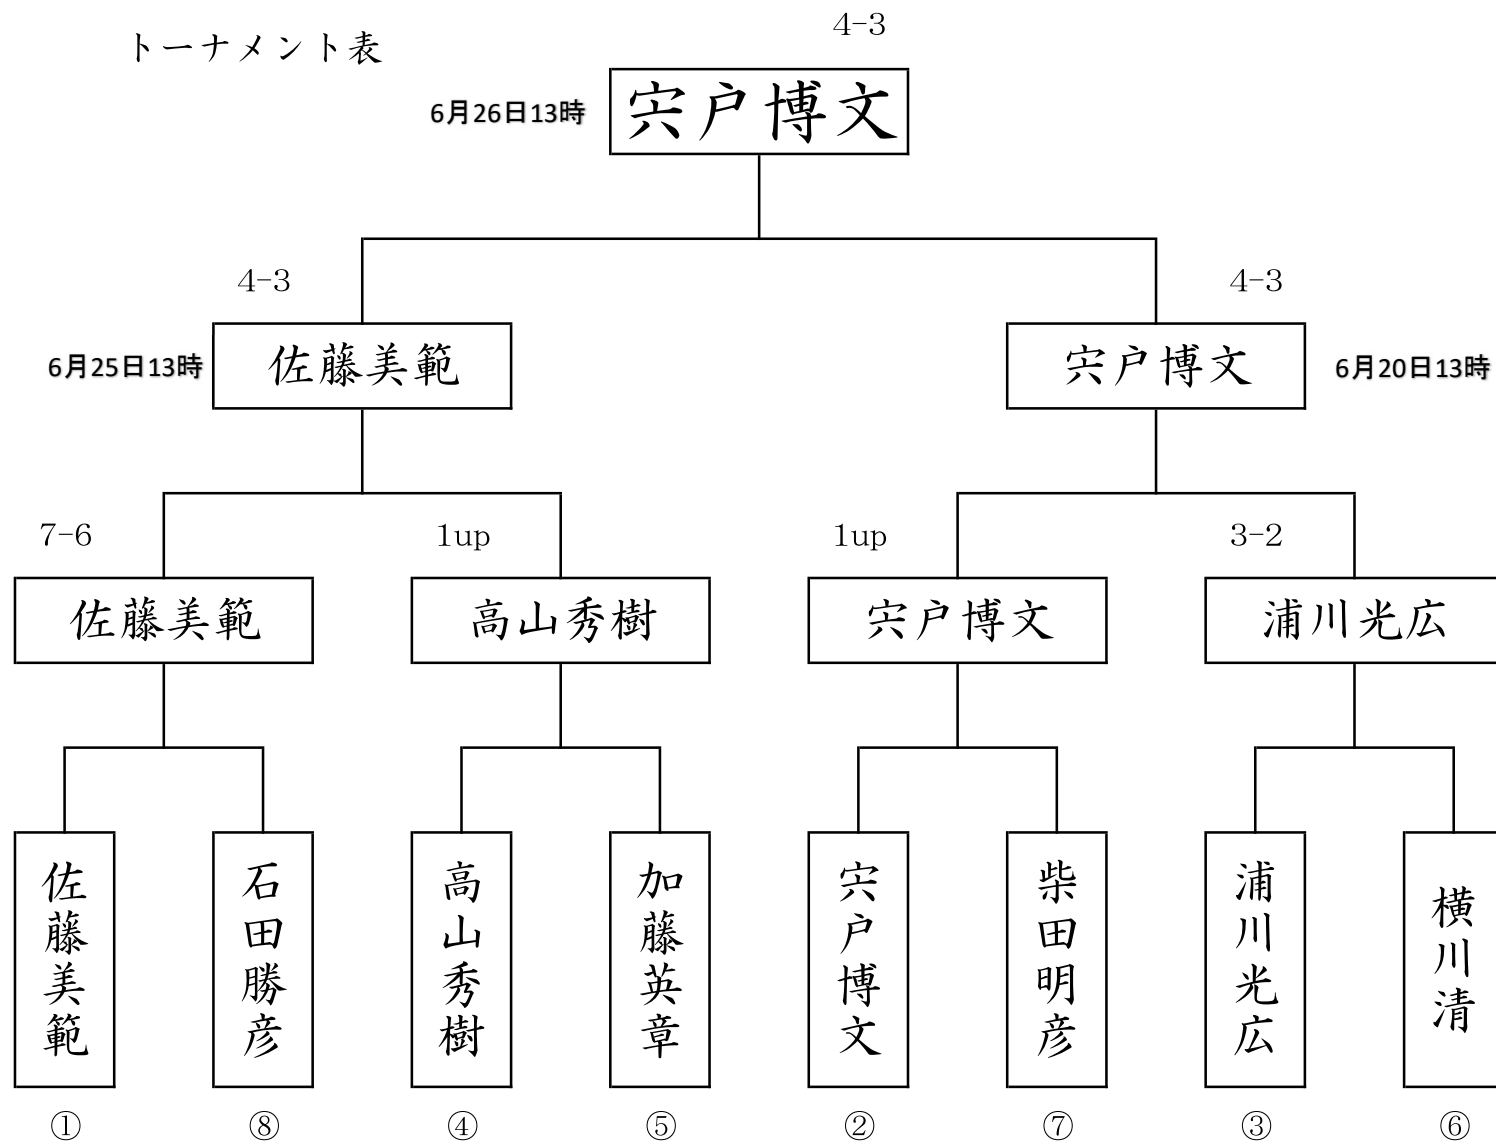 トーナメント表
4-3
6月26日13時
宍戸博文
4-3
4-3
6月25日13時
佐藤美範
宍戸博文
6月20日13時
7-6
1up
1up
3-2
佐藤美範
高山秀樹
宍戸博文
浦川光広
佐藤美範
石田勝彦
高山秀樹
加藤英章
宍戸博文
柴田明彦
浦川光広
横川清
①
⑧
④
⑤
②
⑦
③
⑥